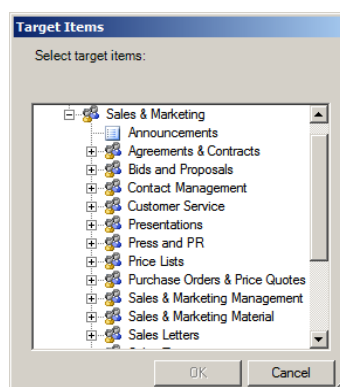 Target Items
Select target items:
Sales & Marketing
Announcements
Agreements & Contracts
Bids and Proposals
Contact Management
Customer Service
Presentations
Press and PR
Price Lists
Purchase Orders & Price Quotes
Sales & Marketing Management
Sales & Marketing Material
Sales Letters
OK
Cancel